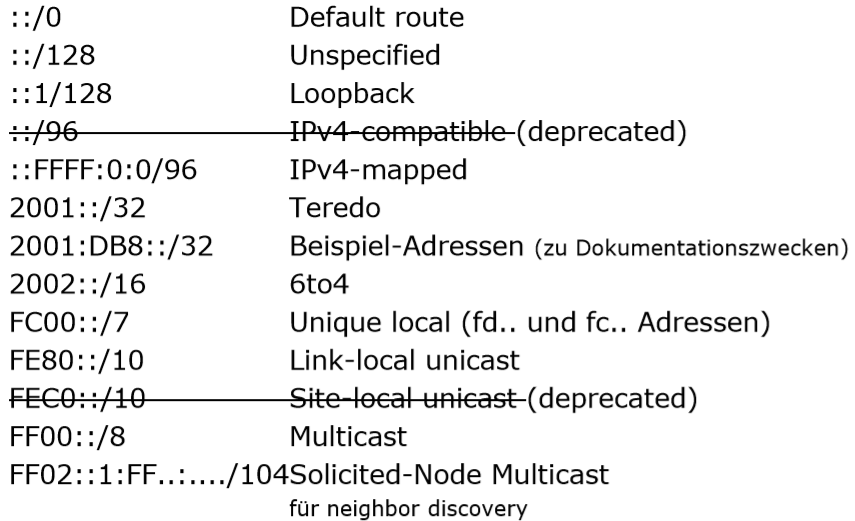 ::/0 Default route
::/128 Unspecified
::1/128 Loopback
::/96 IPv4-compatible (deprecated)
::FFFF:0:0/96 IPv4-mapped
2001::/32 Teredo
2001:DB8::/32 Beispiel-Adressen (zu Dokumentationszwecken)
2002::/16 6to4
FC00::/7 Unique local (fd.. und fc.. Adressen)
FE80::/10 Link-local unicast
FEC0::/10 Site-local unicast (deprecated)
FF00::/8 Multicast
FF02::1:FF..:..../104 Solicited-Node Multicast
für neighbor discovery